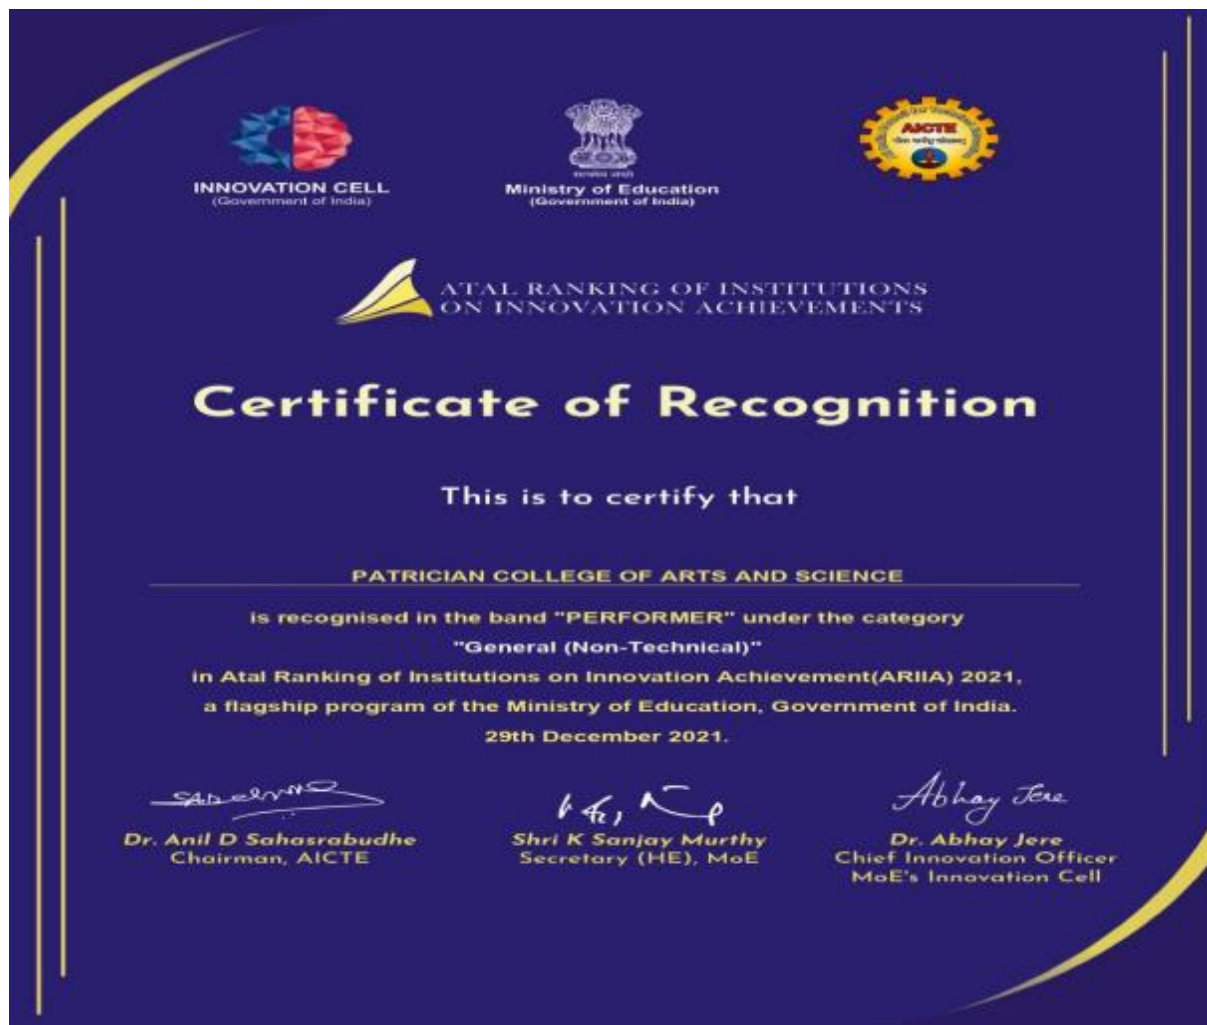 INNOVATION CELL
(Government of India)
सत्यमेव जयते
Ministry of Education
(Government of India)
AICTE
ATAL RANKING OF INSTITUTIONS
ON INNOVATION ACHIEVEMENTS
Certificate of Recognition
This is to certify that
PATRICIAN COLLEGE OF ARTS AND SCIENCE
is recognised in the band "PERFORMER" under the category
"General (Non-Technical)"
in Atal Ranking of Institutions on Innovation Achievement(ARIIA) 2021,
a flagship program of the Ministry of Education, Government of India.
29th December 2021.
Abhay Jere
Dr. Anil D Sahasrabudhe
Chairman, AICTE
Shri K Sanjay Murthy
Secretary (HE), MoE
Dr. Abhay Jere
Chief Innovation Officer
MoE's Innovation Cell